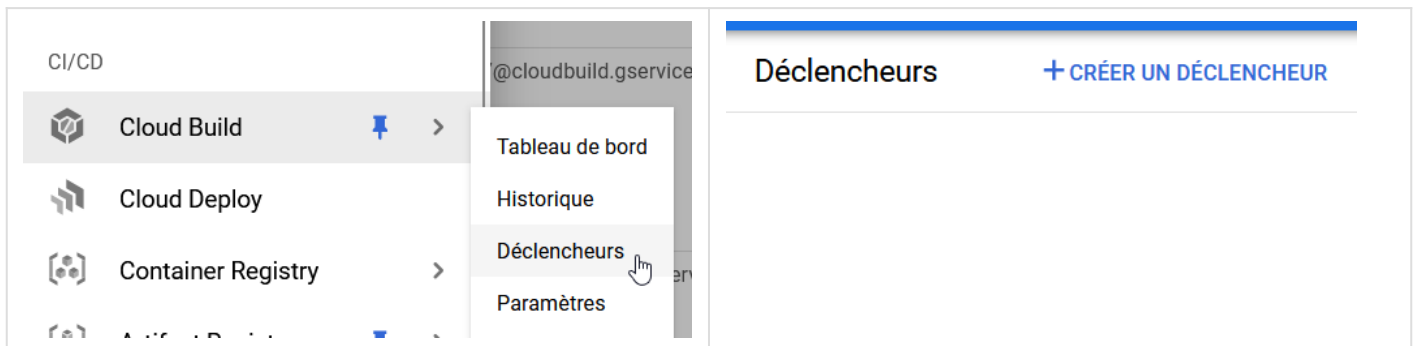 CI/CD
@cloudbuild.gservice
Cloud Build
Cloud Deploy
Container Registry
Tableau de bord
Historique
Déclencheurs
Paramètres
Déclencheurs
+ CRÉER UN DÉCLENCHEUR